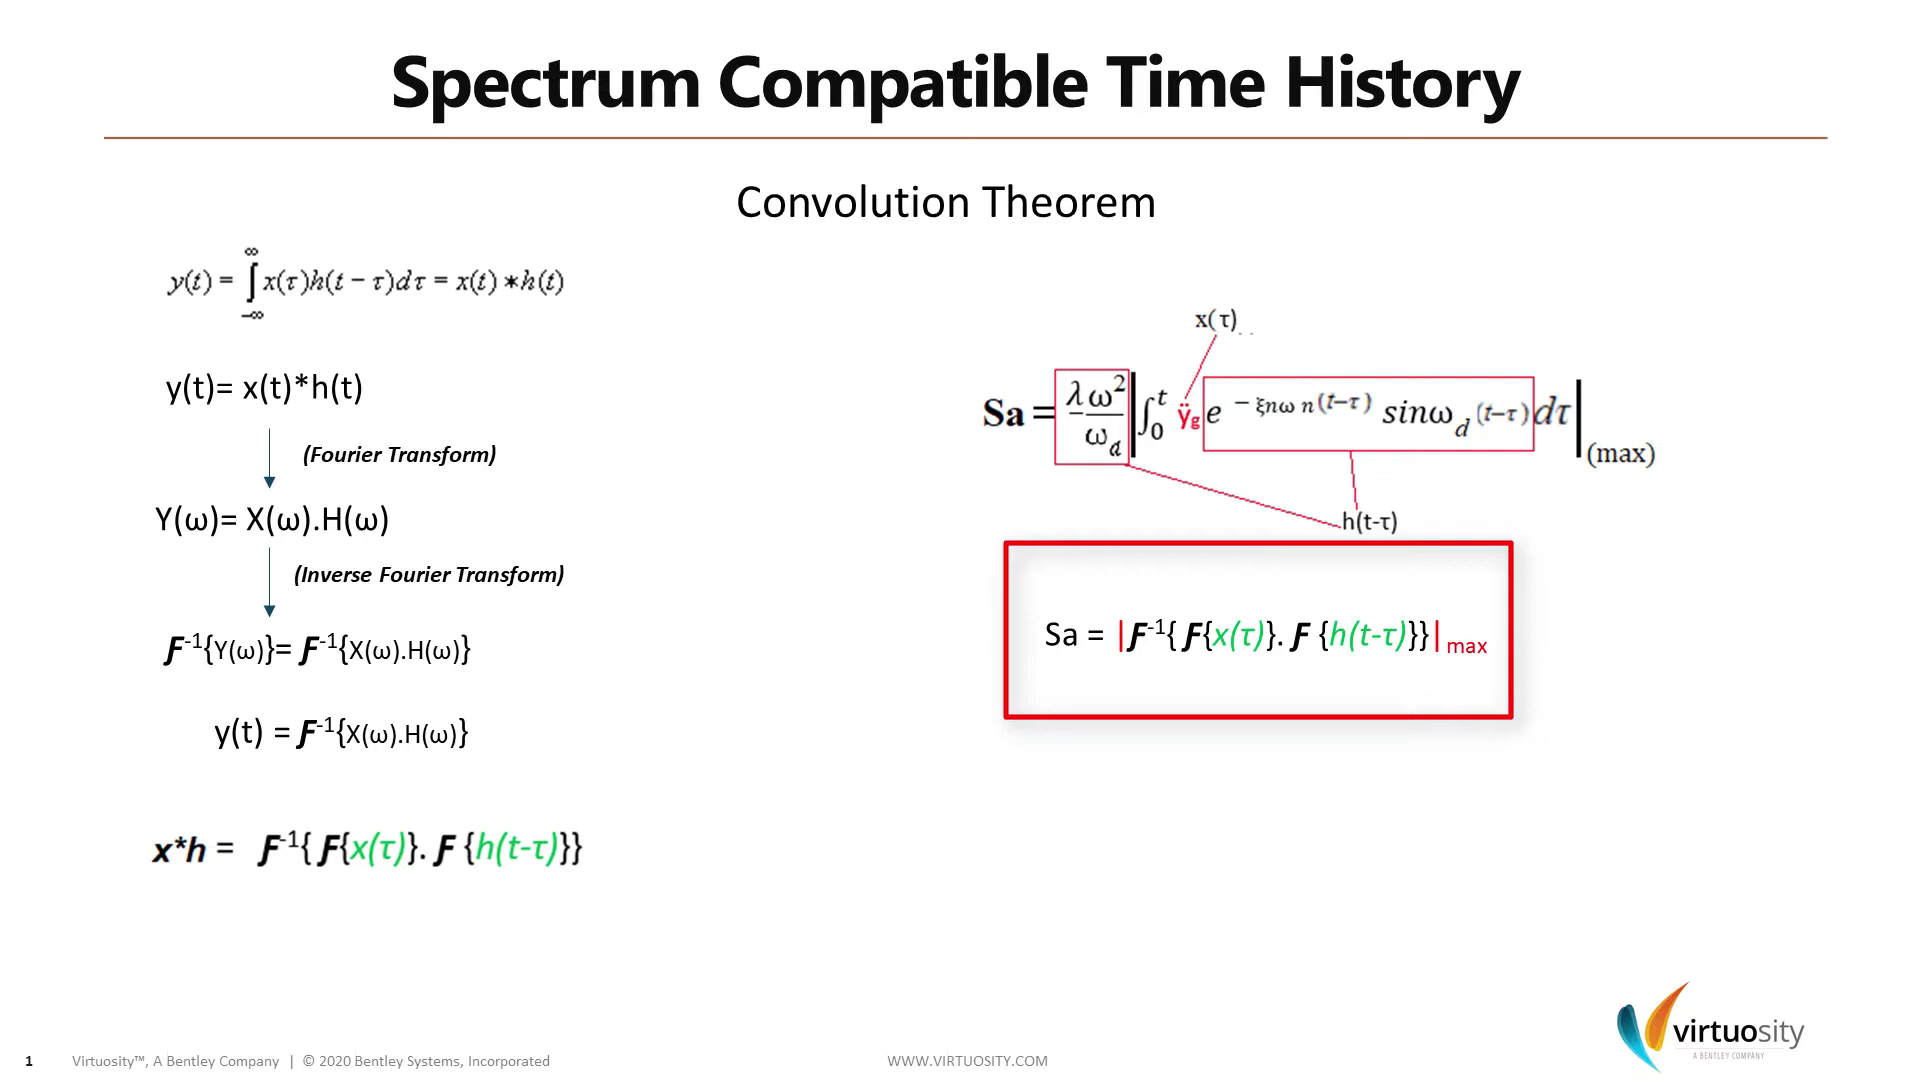 Spectrum Compatible Time History
Convolution Theorem
y(t) = ∫_{-∞}^{∞} x(τ)h(t − τ)dτ = x(t) *h(t)
y(t)= x(t)*h(t)
(Fourier Transform)
Y(ω)= X(ω).H(ω)
(Inverse Fourier Transform)
F⁻¹{Y(ω)}= F⁻¹{X(ω).H(ω)}
y(t) = F⁻¹{X(ω).H(ω)}
x*h = F⁻¹{ F{x(τ)}. F {h(t-τ)}}
x(τ)
Sa = λω²/ω_d |∫₀ᵗ ÿg e^{− ξnω n(t−τ)} sinω_d (t−τ) dτ|(max)
h(t-τ)
Sa = |F⁻¹{ F{x(τ)}. F {h(t-τ)}}|max
virtuosity
A BENTLEY COMPANY
1 Virtuosity™, A Bentley Company | © 2020 Bentley Systems, Incorporated
WWW.VIRTUOSITY.COM